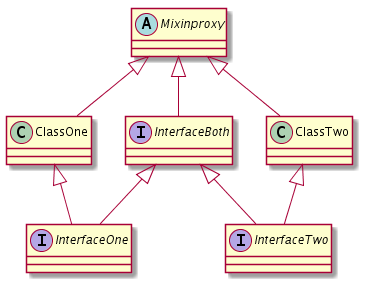 A Mixinproxy
C ClassOne
I InterfaceBoth
C ClassTwo
I InterfaceOne
I InterfaceTwo